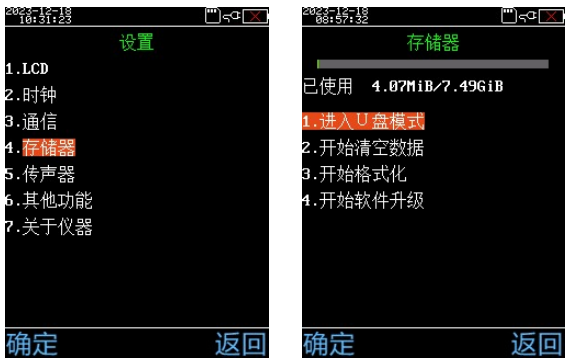 2023-12-18
10:31:23
设置
1.LCD
2.时钟
3.通信
4.存储器
5.传声器
6.其他功能
7.关于仪器
确定 返回
2023-12-18
08:57:32
存储器
已使用 4.07MiB/7.49GiB
1.进入U盘模式
2.开始清空数据
3.开始格式化
4.开始软件升级
确定 返回